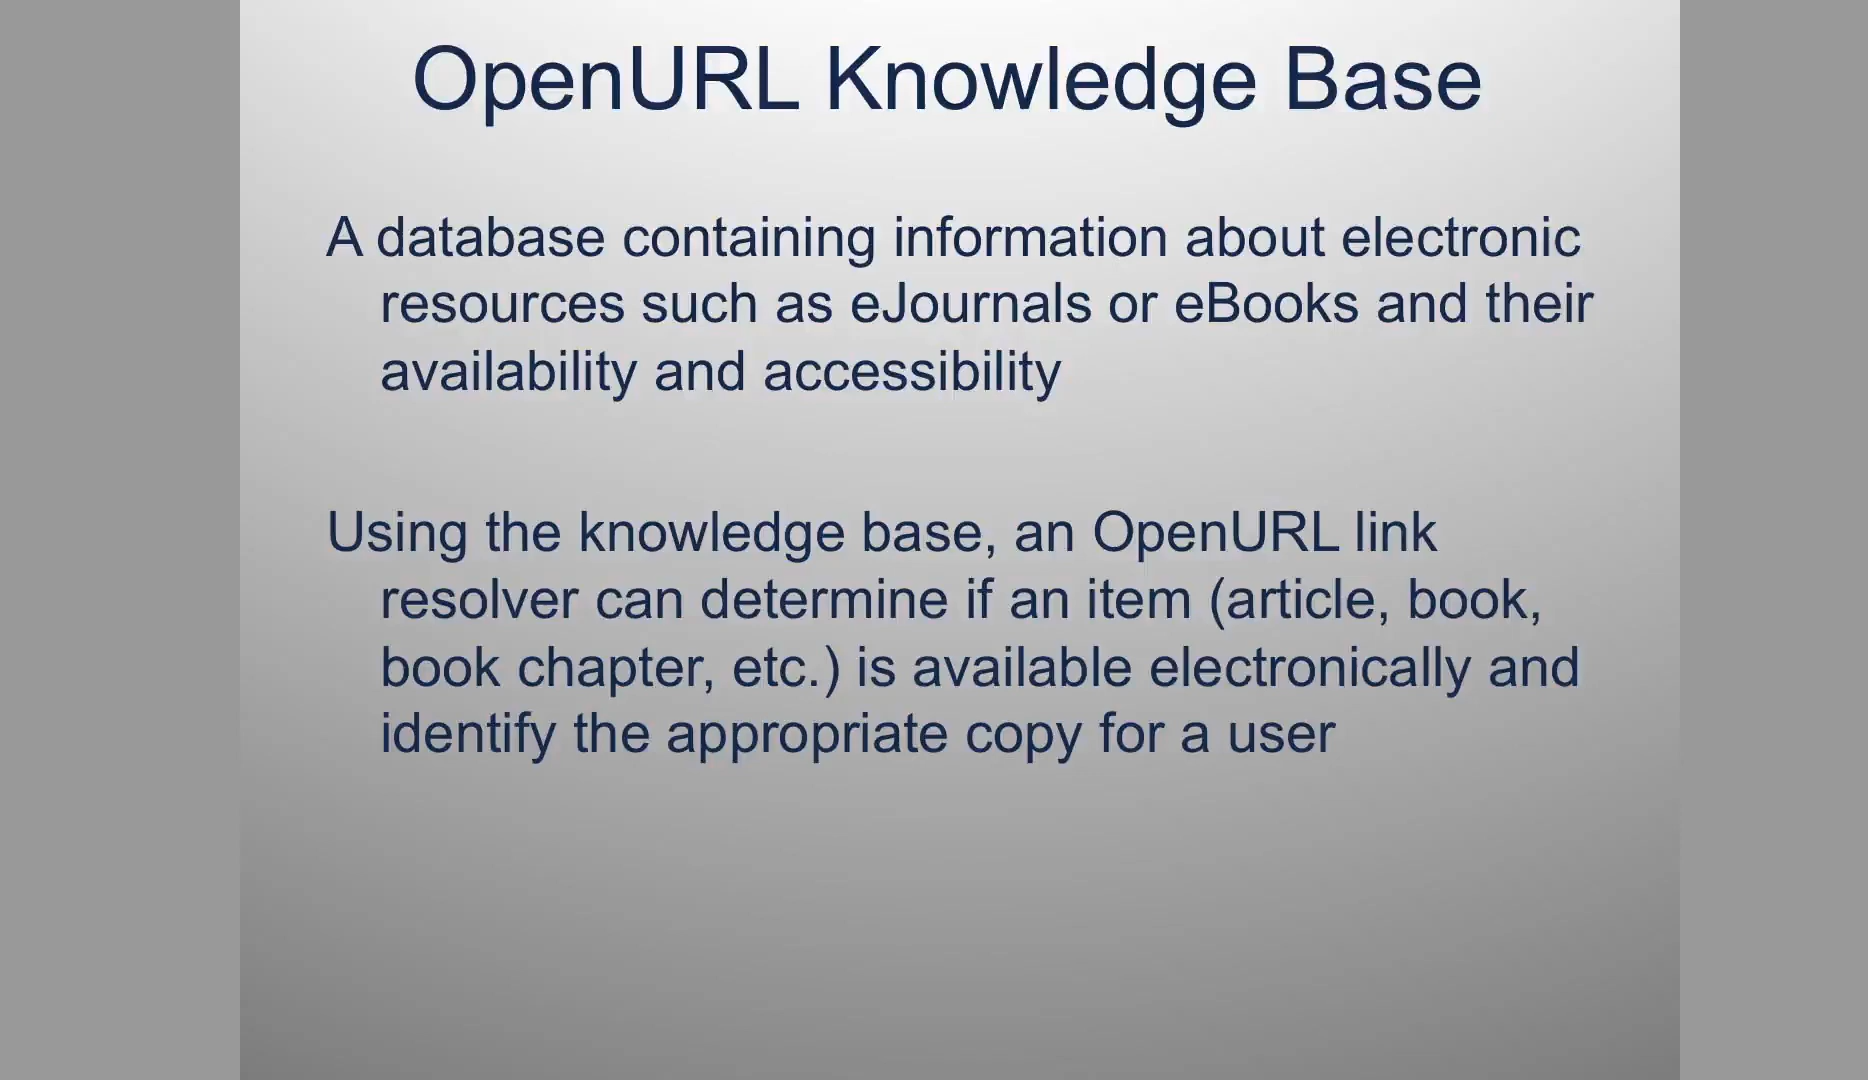 OpenURL Knowledge Base
A database containing information about electronic
resources such as eJournals or eBooks and their
availability and accessibility
Using the knowledge base, an OpenURL link
resolver can determine if an item (article, book,
book chapter, etc.) is available electronically and
identify the appropriate copy for a user